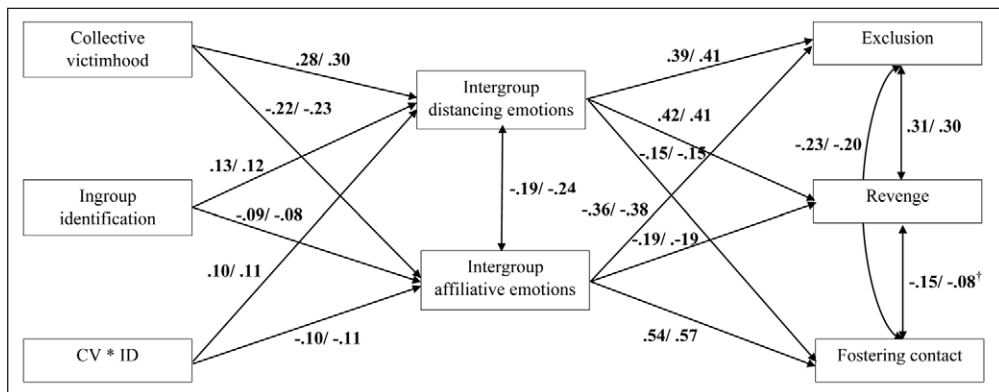 Collective
victimhood
Ingroup
identification
CV * ID
.28/ .30
-.22/ -.23
.13/ .12
-.09/ -.08
.10/ .11
-.10/ -.11
Intergroup
distancing emotions
-.19/ -.24
Intergroup
affiliative emotions
.39/ .41
.42/ .41
-.15/ -.15
-.36/ -.38
-.19/ .-19
.54/ .57
Exclusion
-.23/ -.20
.31/ .30
Revenge
-.15/ -.08†
Fostering contact